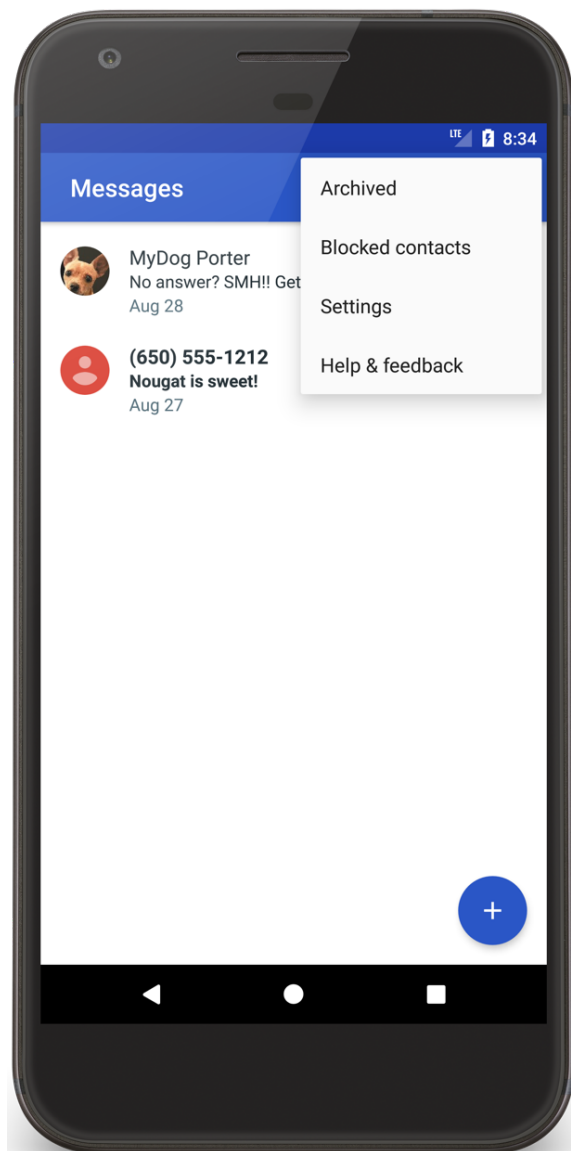 LTE 8:34
Messages
Archived
Blocked contacts
Settings
Help & feedback
MyDog Porter
No answer? SMH!! Get
Aug 28
(650) 555-1212
Nougat is sweet!
Aug 27